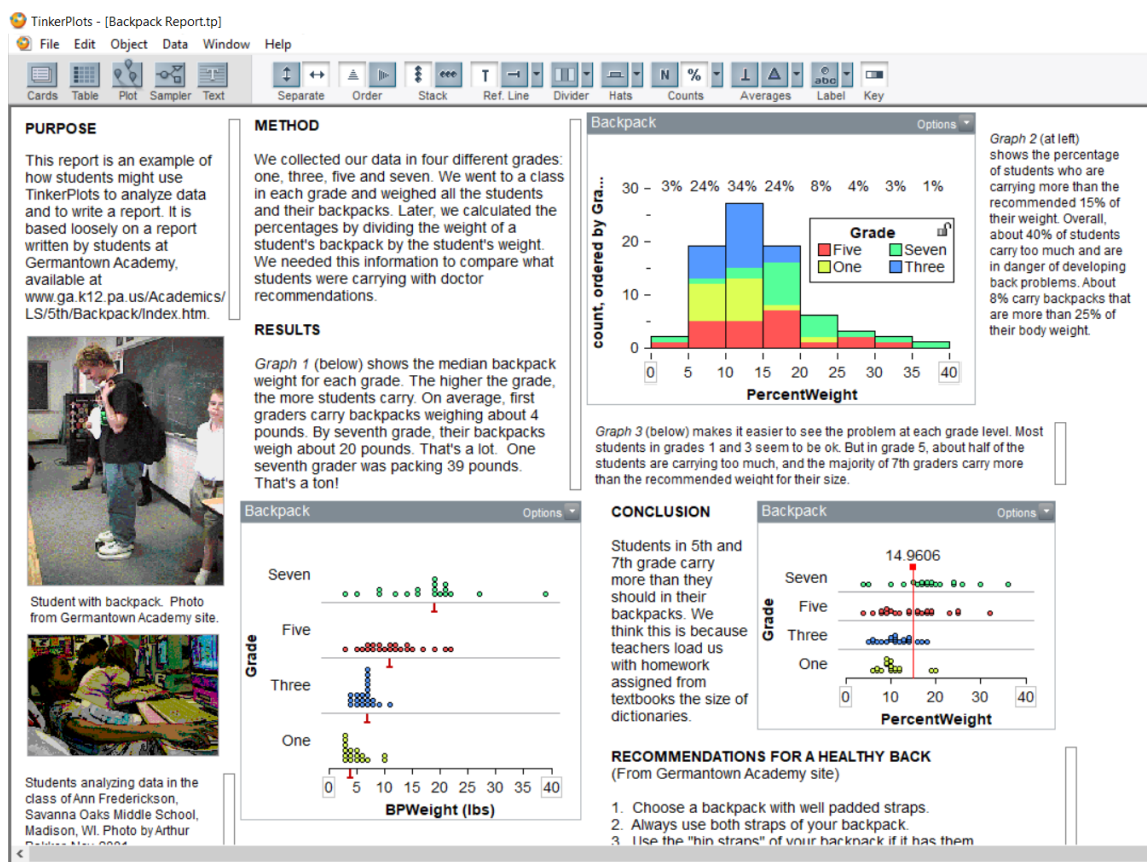 TinkerPlots - [Backpack Report.tp]
File Edit Object Data Window Help
Cards Table Plot Sampler Text Separate Order Stack Ref. Line Divider Hats Counts Averages Label Key
PURPOSE
This report is an example of
how students might use
TinkerPlots to analyze data
and to write a report. It is
based loosely on a report
written by students at
Germantown Academy,
available at
www.ga.k12.pa.us/Academics/
LS/5th/Backpack/Index.htm.
Student with backpack. Photo
from Germantown Academy site.
Students analyzing data in the
class of Ann Frederickson,
Savanna Oaks Middle School,
Madison, WI. Photo by Arthur
METHOD
We collected our data in four different grades:
one, three, five and seven. We went to a class
in each grade and weighed all the students
and their backpacks. Later, we calculated the
percentages by dividing the weight of a
student's backpack by the student's weight.
We needed this information to compare what
students were carrying with doctor
recommendations.
RESULTS
Graph 1 (below) shows the median backpack
weight for each grade. The higher the grade,
the more students carry. On average, first
graders carry backpacks weighing about 4
pounds. By seventh grade, their backpacks
weigh about 20 pounds. That's a lot. One
seventh grader was packing 39 pounds.
That's a ton!
Backpack Options
Seven
Five
Three
One
Grade
0 5 10 15 20 25 30 35 40
BPWeight (lbs)
Backpack Options
count, ordered by Gra...
30 3% 24% 34% 24% 8% 4% 3% 1%
20
10
0
Grade
Five Seven
One Three
0 5 10 15 20 25 30 35 40
PercentWeight
Graph 2 (at left)
shows the percentage
of students who are
carrying more than the
recommended 15% of
their weight. Overall,
about 40% of students
carry too much and are
in danger of developing
back problems. About
8% carry backpacks that
are more than 25% of
their body weight.
Graph 3 (below) makes it easier to see the problem at each grade level. Most
students in grades 1 and 3 seem to be ok. But in grade 5, about half of the
students are carrying too much, and the majority of 7th graders carry more
than the recommended weight for their size.
CONCLUSION
Students in 5th and
7th grade carry
more than they
should in their
backpacks. We
think this is because
teachers load us
with homework
assigned from
textbooks the size of
dictionaries.
Backpack Options
14.9606
Seven
Five
Three
One
Grade
0 10 20 30 40
PercentWeight
RECOMMENDATIONS FOR A HEALTHY BACK
(From Germantown Academy site)
1. Choose a backpack with well padded straps.
2. Always use both straps of your backpack.
3. Use the "hip straps" of your backpack if it has them